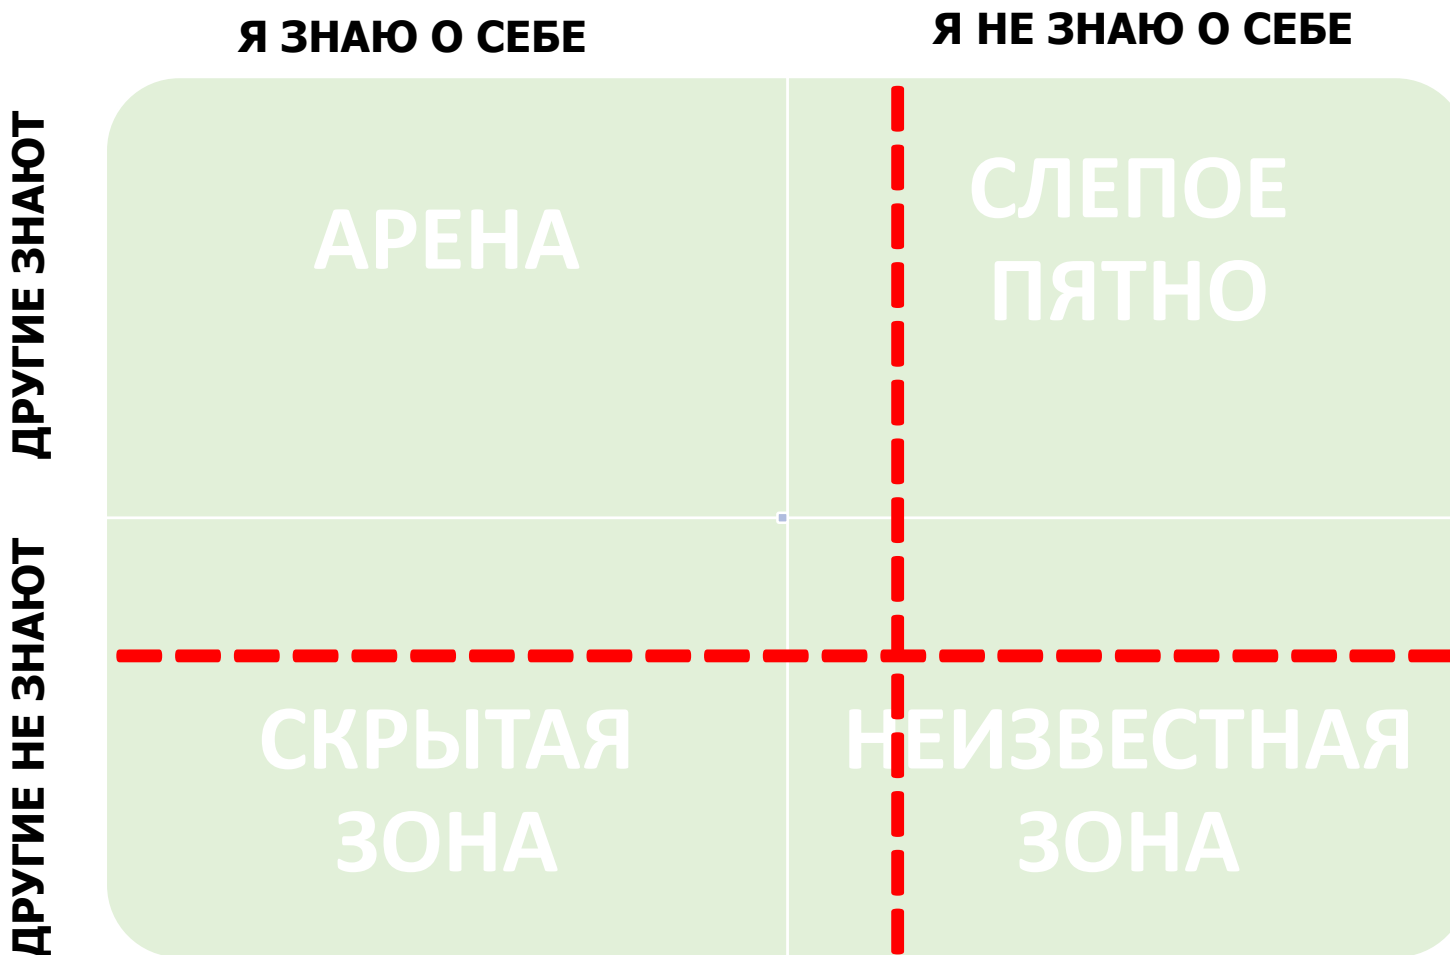 Я ЗНАЮ О СЕБЕ
Я НЕ ЗНАЮ О СЕБЕ
ДРУГИЕ ЗНАЮТ
АРЕНА
СЛЕПОЕ
ПЯТНО
ДРУГИЕ НЕ ЗНАЮТ
СКРЫТАЯ
ЗОНА
НЕИЗВЕСТНАЯ
ЗОНА